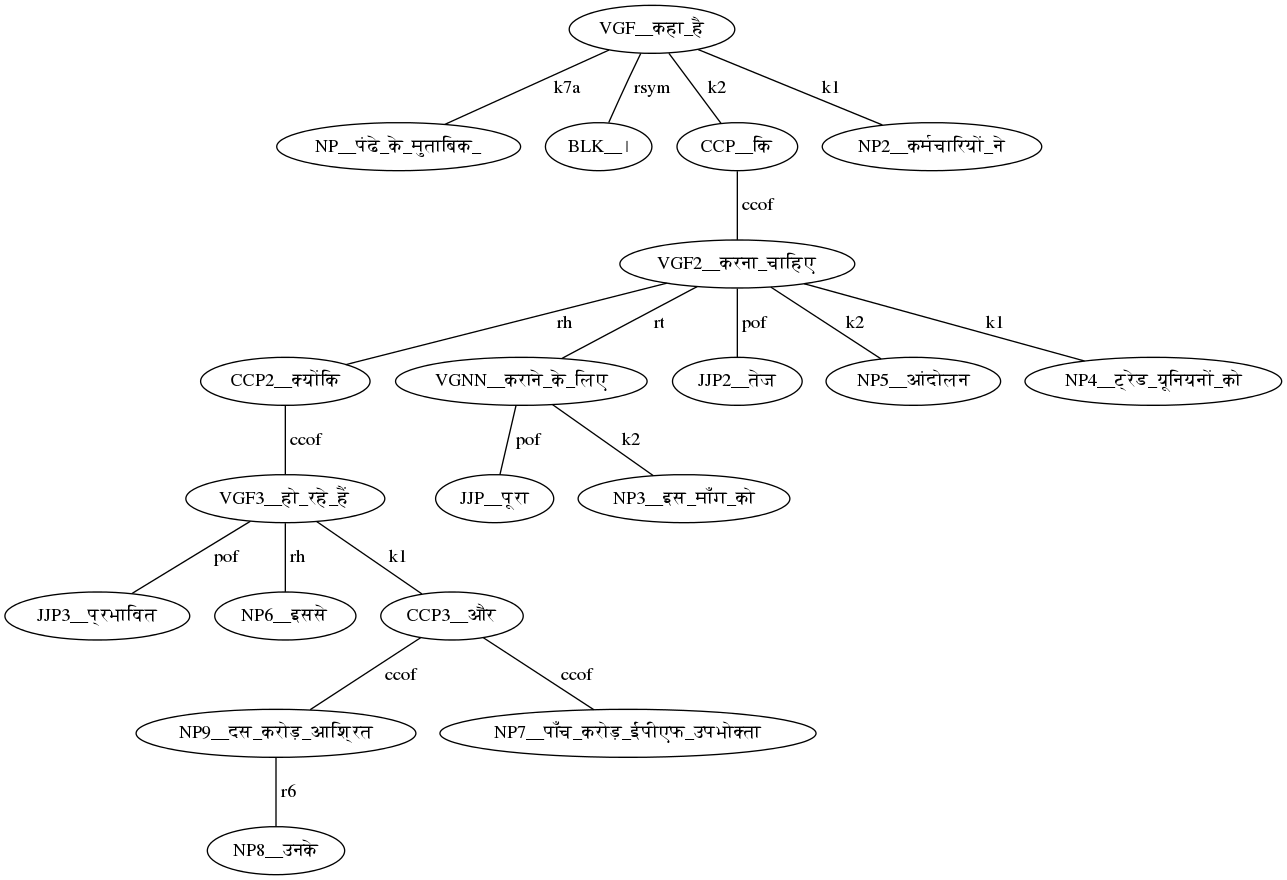 VGF__कहा_है
k7a rsym k2 k1
NP__पंढे_के_मुताबिक_ BLK__। CCP__कि NP2__कर्मचारियों_ने
ccof
VGF2__करना_चाहिए
rh rt pof k2 k1
CCP2__क्योंकि VGNN__कराने_के_लिए JJP2__तेज NP5__आंदोलन NP4__ट्रेड_यूनियनों_को
ccof pof k2
VGF3__हो_रहे_हैं JJP__पूरा NP3__इस_माँग_को
pof rh k1
JJP3__प्रभावित NP6__इससे CCP3__और
ccof ccof
NP9__दस_करोड़_आश्रित NP7__पाँच_करोड़_ईपीएफ_उपभोक्ता
r6
NP8__उनके